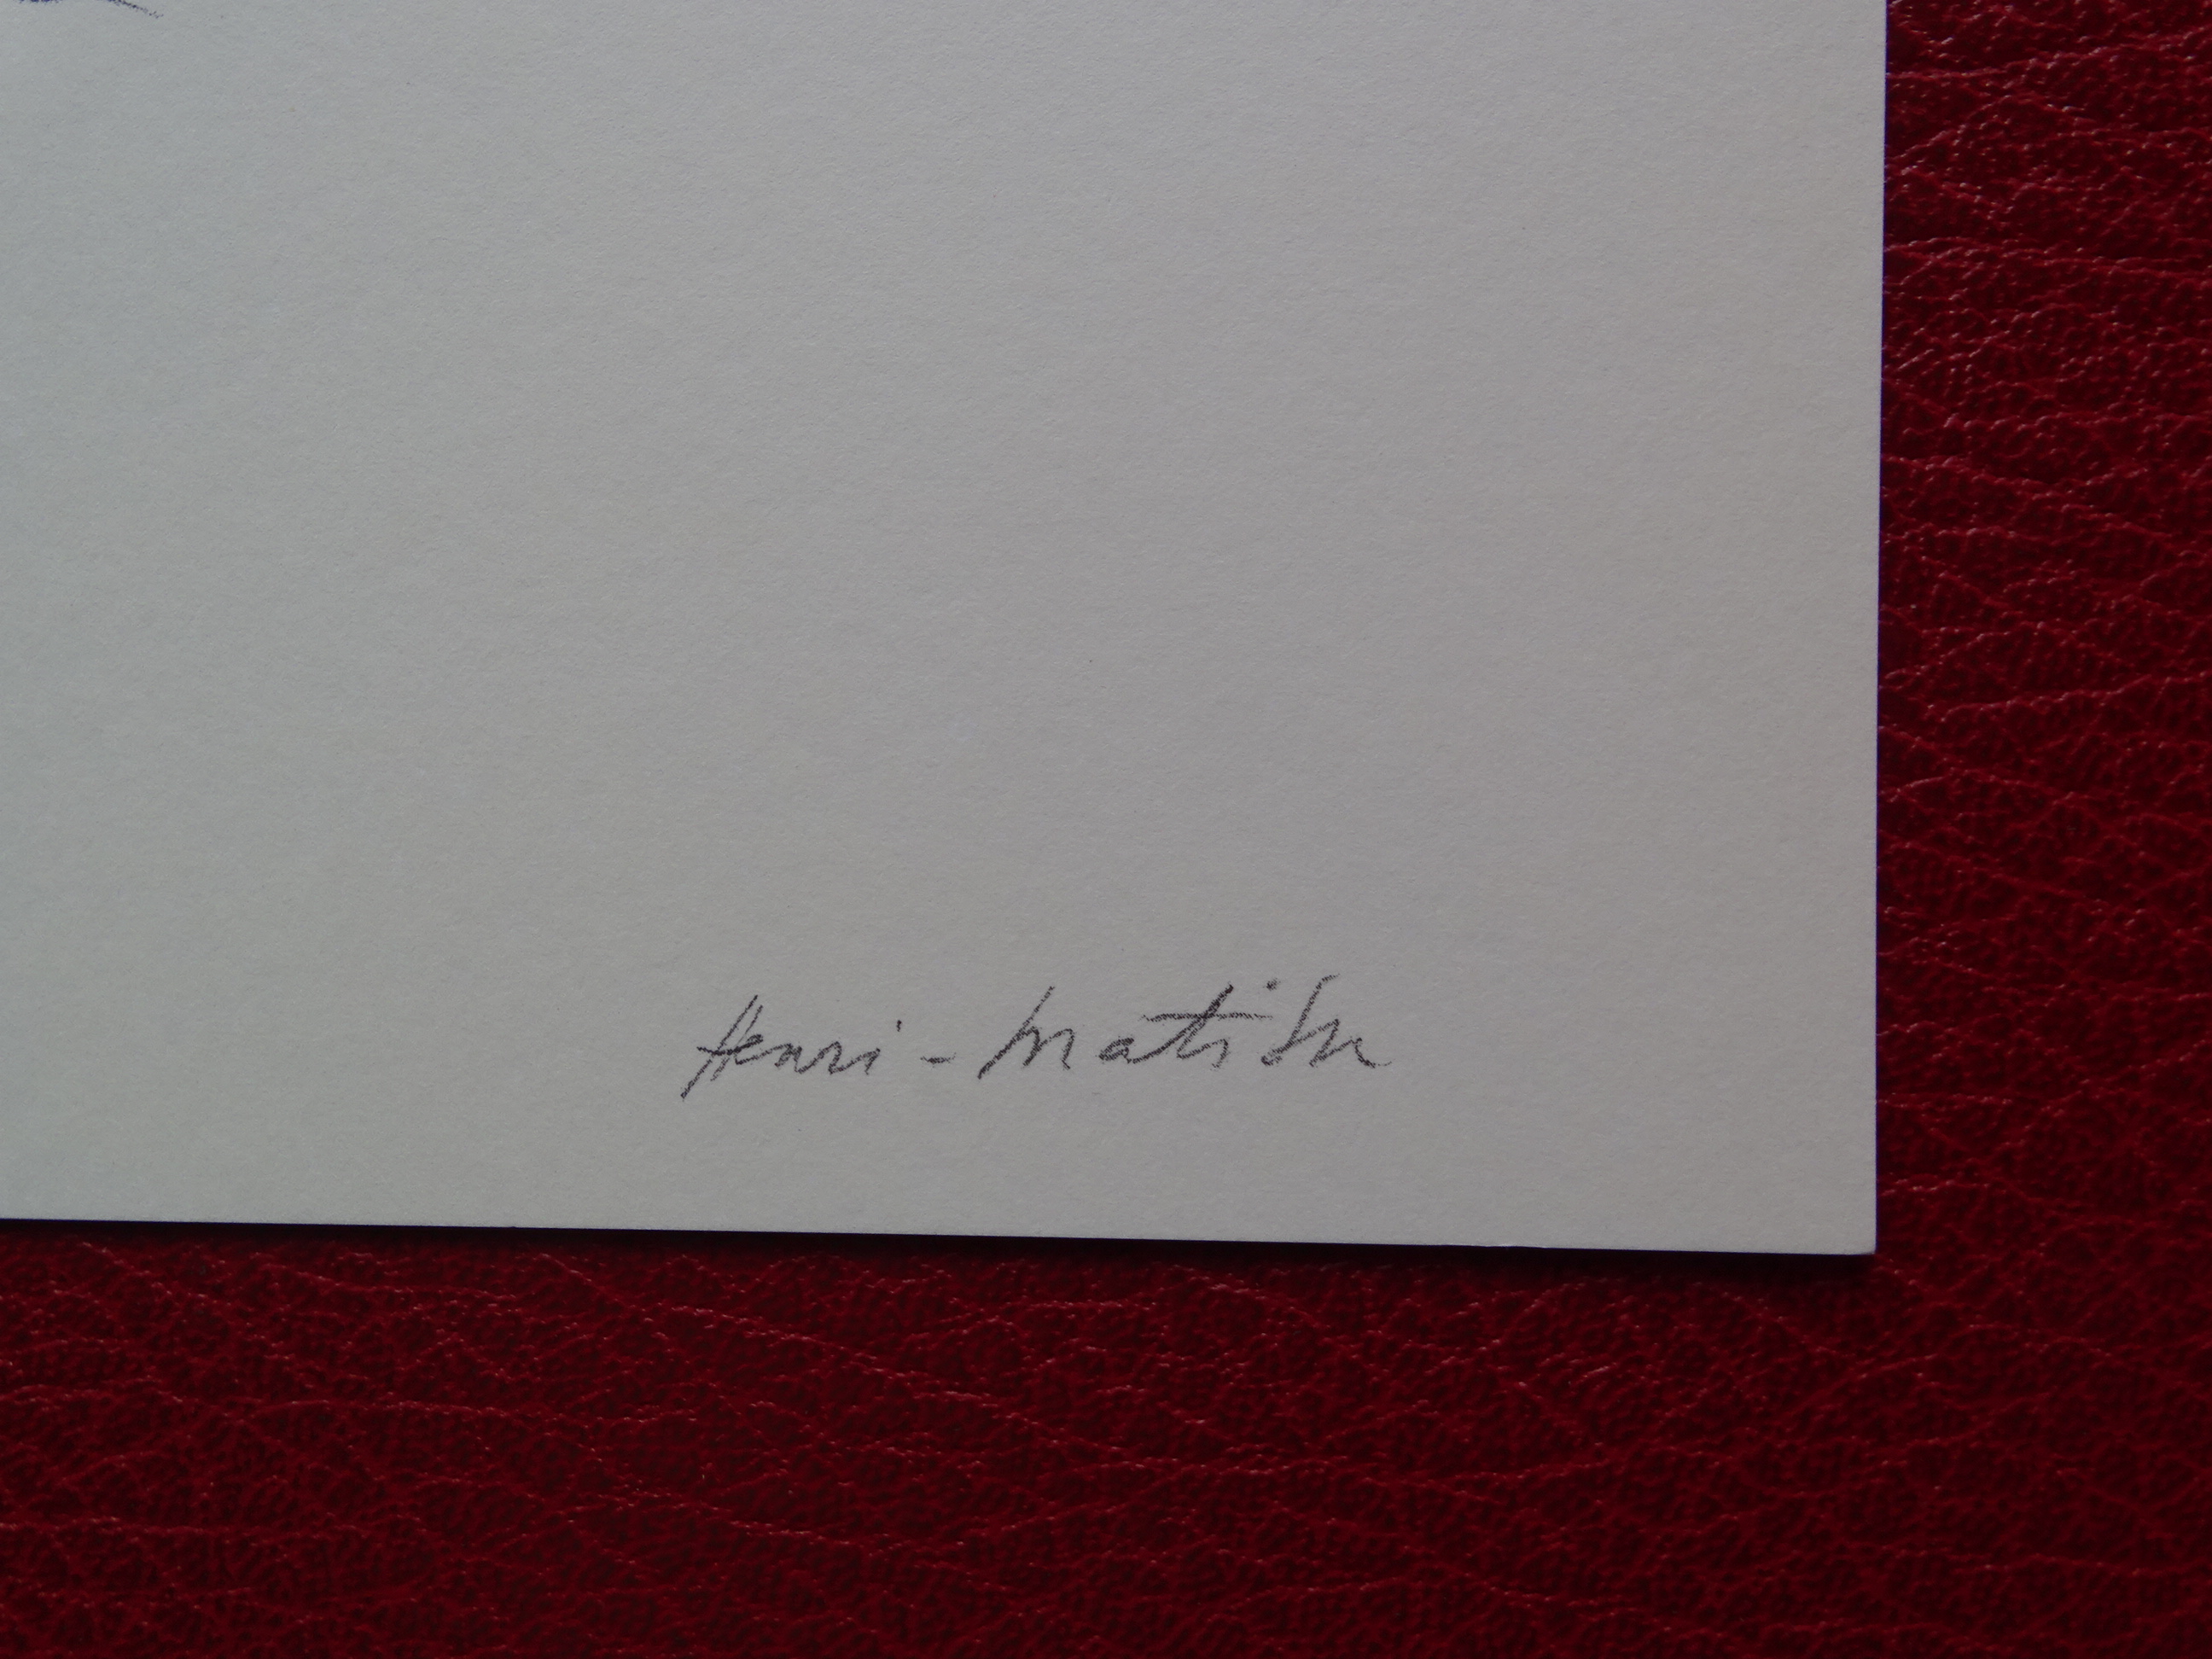 Henri - Matisse